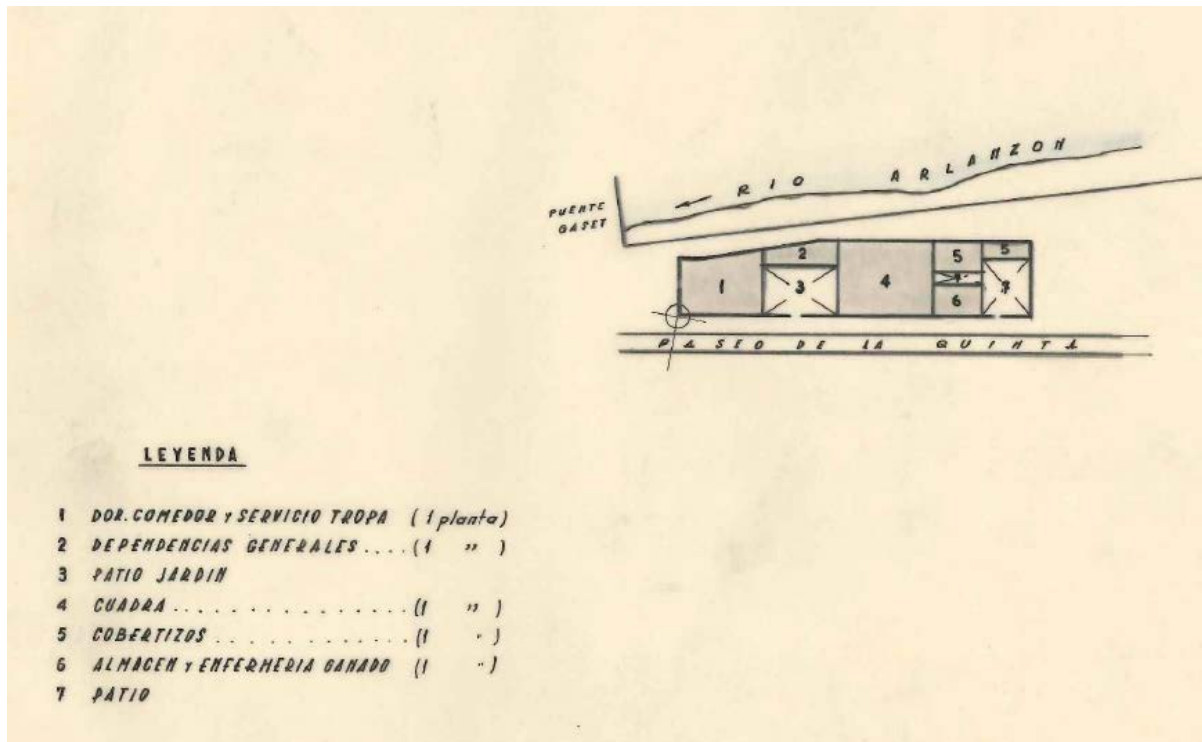 RIO ARLANZON
PUENTE
GASET
2
5
5
1
3
4
7
6
PASEO DE LA QUINTA
LEYENDA
1 DOR. COMEDOR Y SERVICIO TROPA (1 planta)
2 DEPENDENCIAS GENERALES....(1 " )
3 PATIO JARDIN
4 CUADRA................(1 " )
5 COBERTIZOS.............(1 " )
6 ALMACEN Y ENFERMERIA GANADO (1 " )
7 PATIO